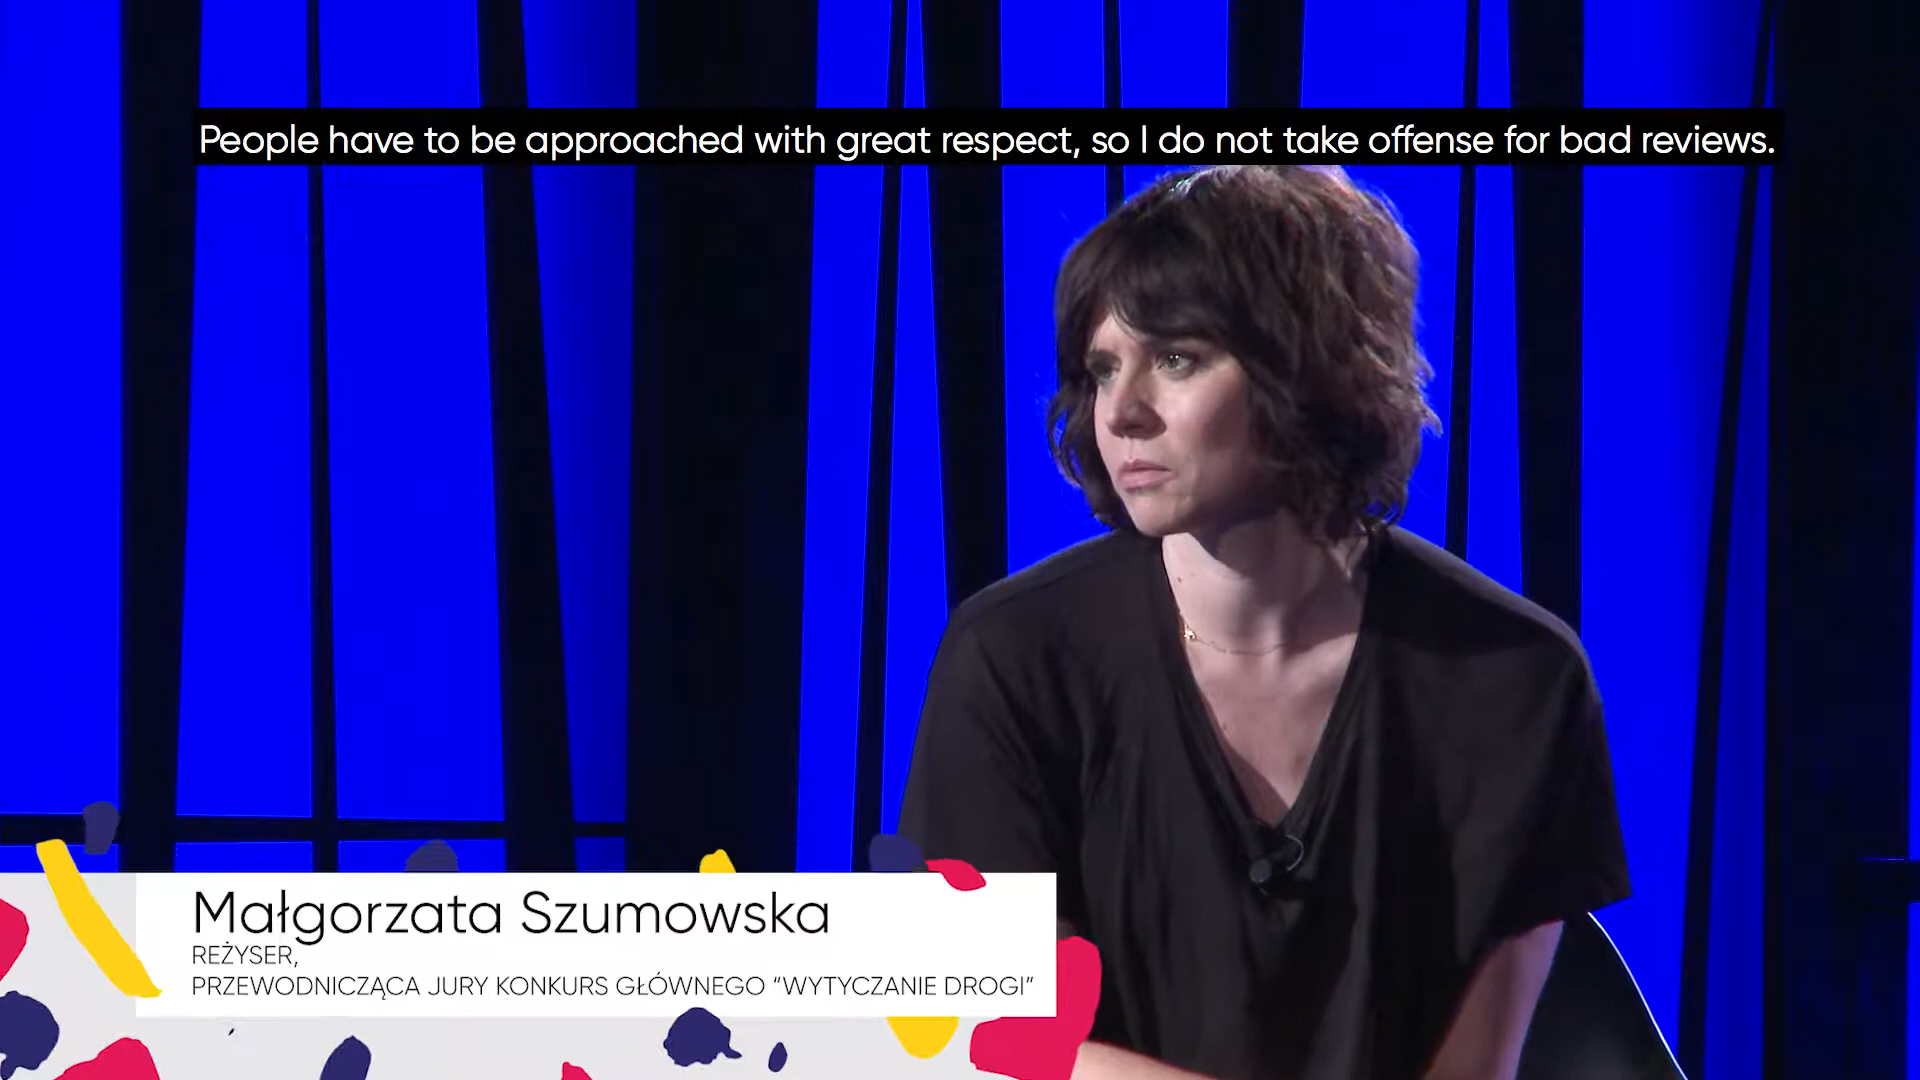 People have to be approached with great respect, so I do not take offense for bad reviews.
Małgorzata Szumowska
REŻYSER,
PRZEWODNICZĄCA JURY KONKURS GŁÓWNEGO “WYTYCZANIE DROGI”